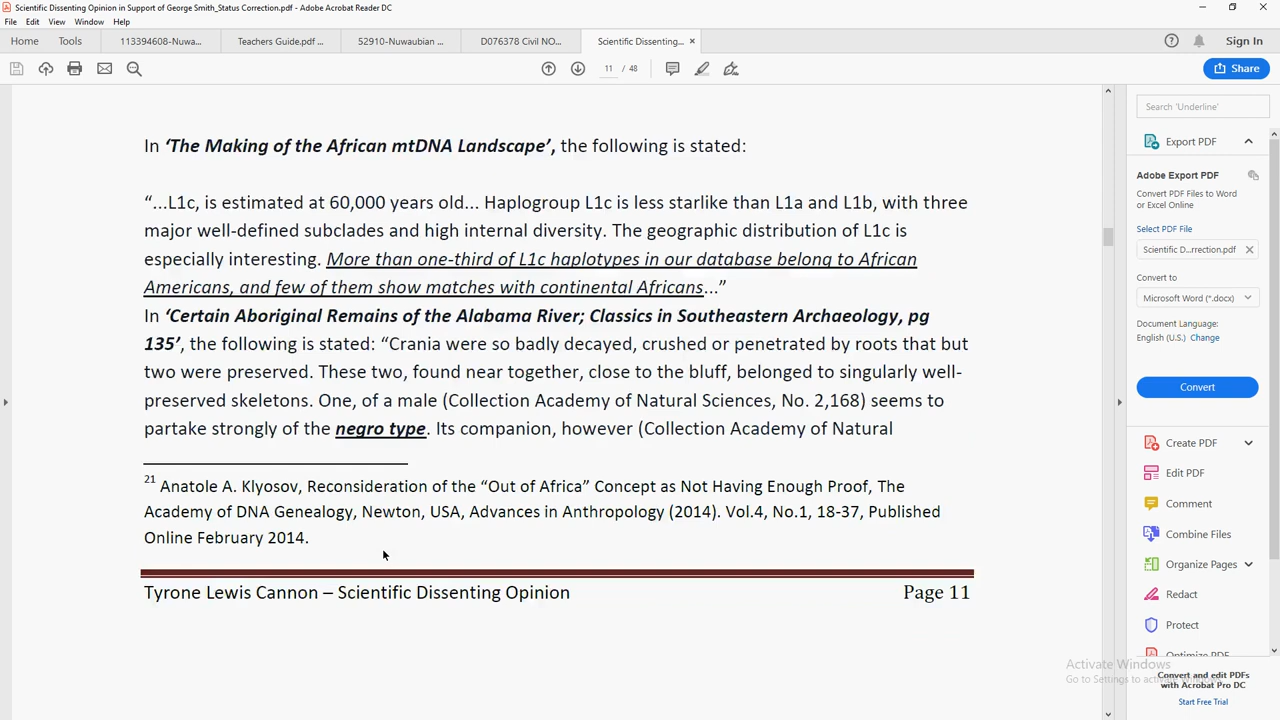 Scientific Dissenting Opinion in Support of George Smith_Status Correction.pdf - Adobe Acrobat Reader DC
File Edit View Window Help
Home Tools 113394608-Nuwa... Teachers Guide.pdf ... 52910-Nuwaubian ... D076378 Civil NO... Scientific Dissenting... × Sign In
11 / 48 Share
In ‘The Making of the African mtDNA Landscape’, the following is stated:
“...L1c, is estimated at 60,000 years old... Haplogroup L1c is less starlike than L1a and L1b, with three
major well-defined subclades and high internal diversity. The geographic distribution of L1c is
especially interesting. More than one-third of L1c haplotypes in our database belong to African
Americans, and few of them show matches with continental Africans...”
In ‘Certain Aboriginal Remains of the Alabama River; Classics in Southeastern Archaeology, pg
135’, the following is stated: “Crania were so badly decayed, crushed or penetrated by roots that but
two were preserved. These two, found near together, close to the bluff, belonged to singularly well-
preserved skeletons. One, of a male (Collection Academy of Natural Sciences, No. 2,168) seems to
partake strongly of the negro type. Its companion, however (Collection Academy of Natural
21 Anatole A. Klyosov, Reconsideration of the “Out of Africa” Concept as Not Having Enough Proof, The
Academy of DNA Genealogy, Newton, USA, Advances in Anthropology (2014). Vol.4, No.1, 18-37, Published
Online February 2014.
Tyrone Lewis Cannon – Scientific Dissenting Opinion Page 11
Search 'Underline'
Export PDF
Adobe Export PDF
Convert PDF Files to Word
or Excel Online
Select PDF File
Scientific D...rrection.pdf
Convert to
Microsoft Word (*.docx)
Document Language:
English (U.S.) Change
Convert
Create PDF
Edit PDF
Comment
Combine Files
Organize Pages
Redact
Protect
Optimize PDF
Activate Windows
Go to Settings to activate
Convert and edit PDFs
with Acrobat Pro DC
Start Free Trial